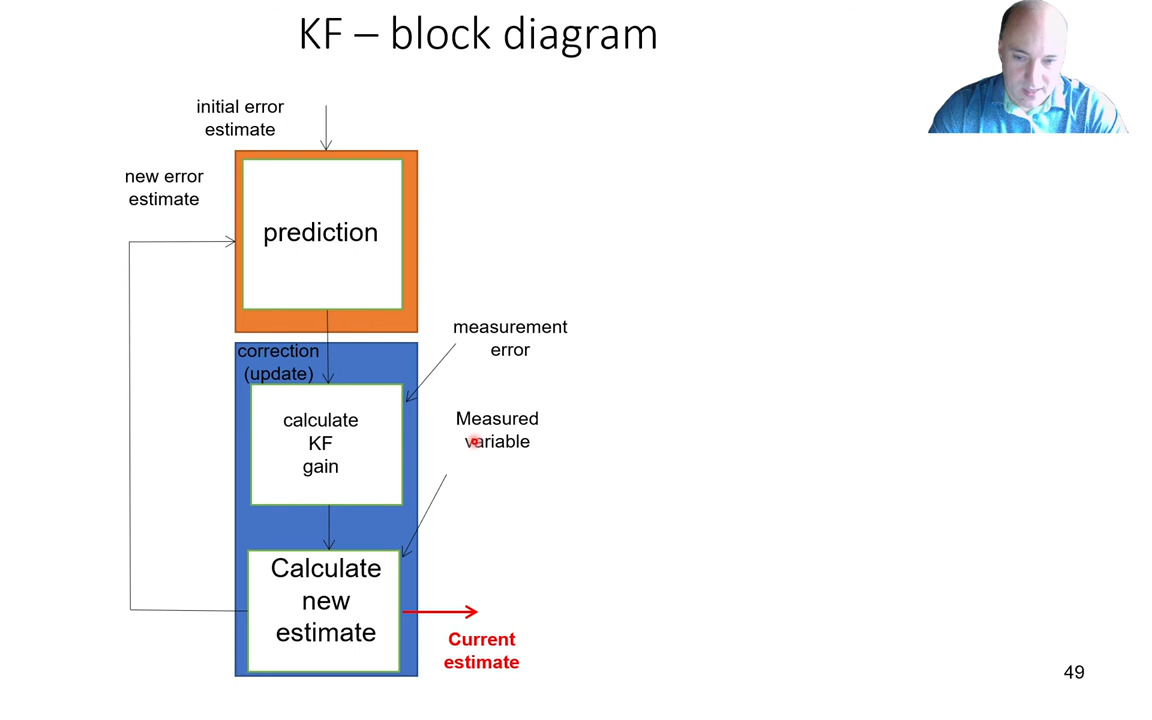 KF – block diagram
initial error
estimate
new error
estimate
prediction
measurement
error
correction
(update)
calculate
KF
gain
Measured
variable
Calculate
new
estimate
Current
estimate
49